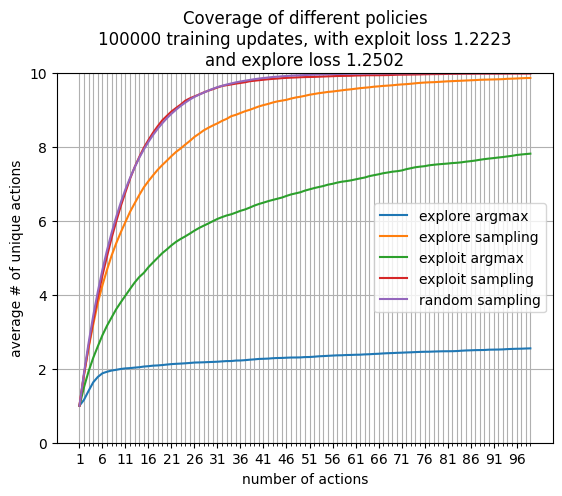 Coverage of different policies
100000 training updates, with exploit loss 1.2223
and explore loss 1.2502
average # of unique actions
10
8
6
4
2
0
explore argmax
explore sampling
exploit argmax
exploit sampling
random sampling
1 6 11 16 21 26 31 36 41 46 51 56 61 66 71 76 81 86 91 96
number of actions